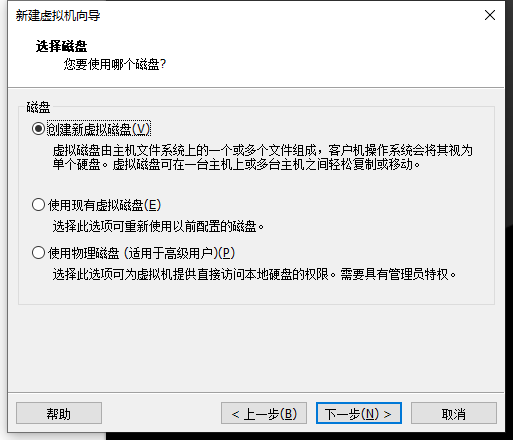 新建虚拟机向导
选择磁盘
您要使用哪个磁盘?
磁盘
创建新虚拟磁盘(V)
虚拟磁盘由主机文件系统上的一个或多个文件组成，客户机操作系统会将其视为
单个硬盘。虚拟磁盘可在一台主机上或多台主机之间轻松复制或移动。
使用现有虚拟磁盘(E)
选择此选项可重新使用以前配置的磁盘。
使用物理磁盘 (适用于高级用户)(P)
选择此选项可为虚拟机提供直接访问本地硬盘的权限。需要具有管理员特权。
帮助
< 上一步(B)
下一步(N) >
取消